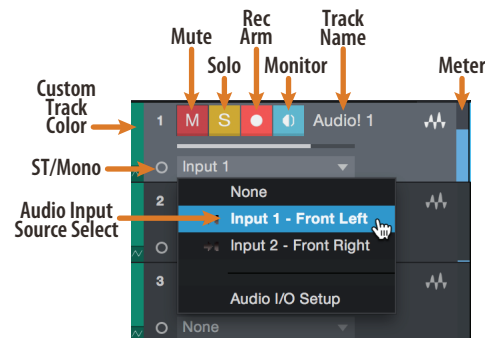 Mute
Rec
Arm
Track
Name
Solo
Monitor
Meter
Custom
Track
Color
1 M S Audio! 1
ST/Mono
Input 1
2
None
Audio Input
Source Select
Input 1 - Front Left
Input 2 - Front Right
3
Audio I/O Setup
None